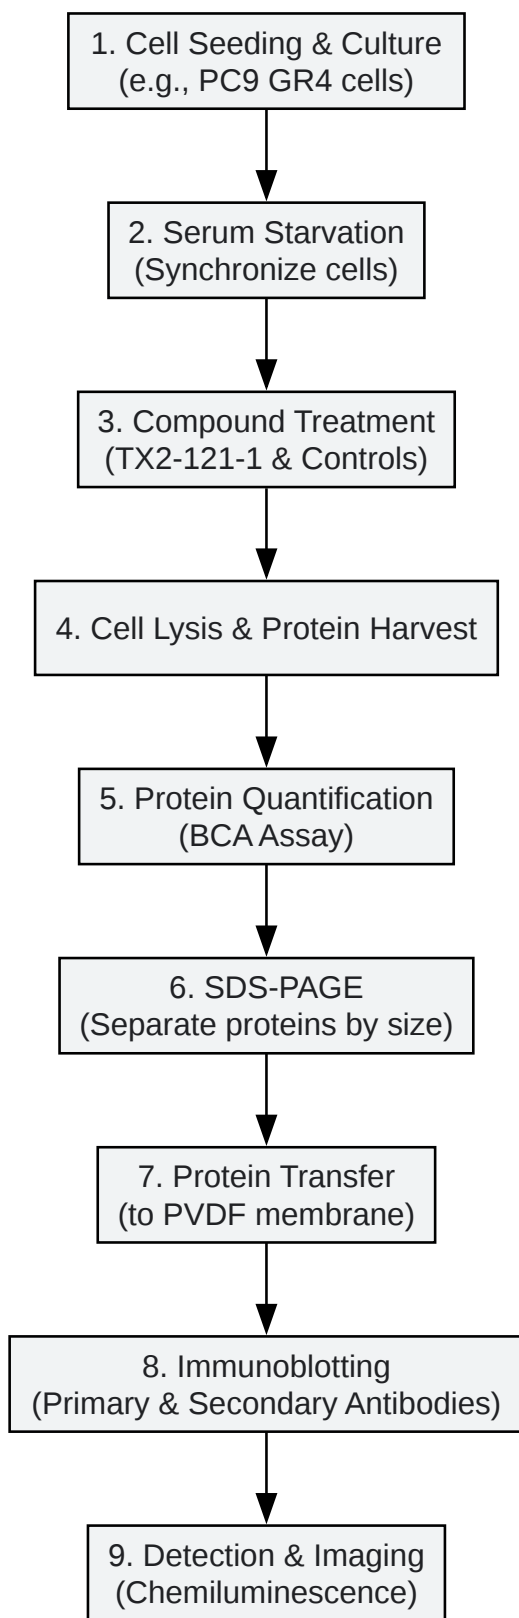 1. Cell Seeding & Culture
(e.g., PC9 GR4 cells)
2. Serum Starvation
(Synchronize cells)
3. Compound Treatment
(TX2-121-1 & Controls)
4. Cell Lysis & Protein Harvest
5. Protein Quantification
(BCA Assay)
6. SDS-PAGE
(Separate proteins by size)
7. Protein Transfer
(to PVDF membrane)
8. Immunoblotting
(Primary & Secondary Antibodies)
9. Detection & Imaging
(Chemiluminescence)